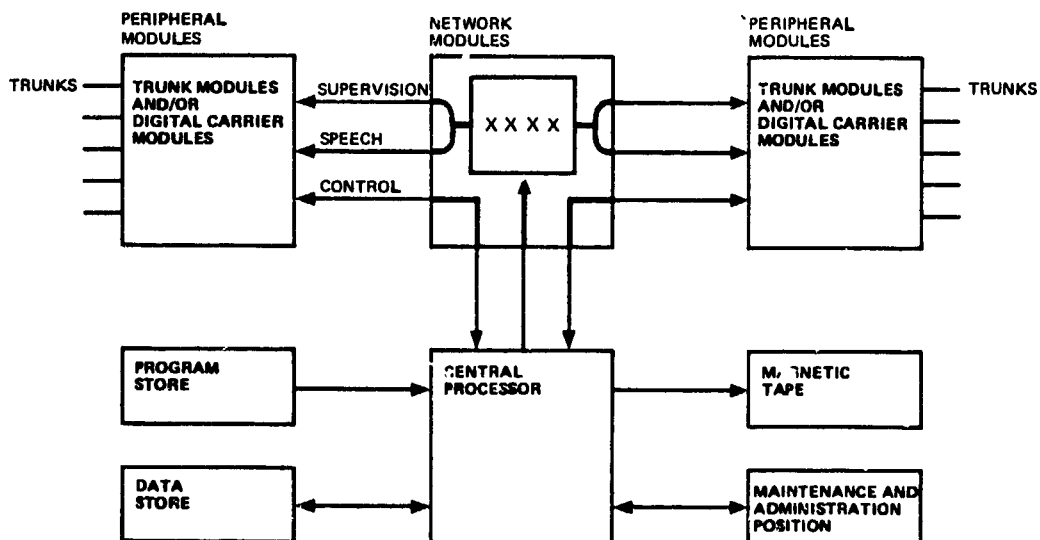 PERIPHERAL
MODULES
NETWORK
MODULES
PERIPHERAL
MODULES
TRUNKS
TRUNK MODULES
AND/OR
DIGITAL CARRIER
MODULES
SUPERVISION
SPEECH
CONTROL
X X X X
TRUNK MODULES
AND/OR
DIGITAL CARRIER
MODULES
TRUNKS
PROGRAM
STORE
CENTRAL
PROCESSOR
MAGNETIC
TAPE
DATA
STORE
MAINTENANCE AND
ADMINISTRATION
POSITION